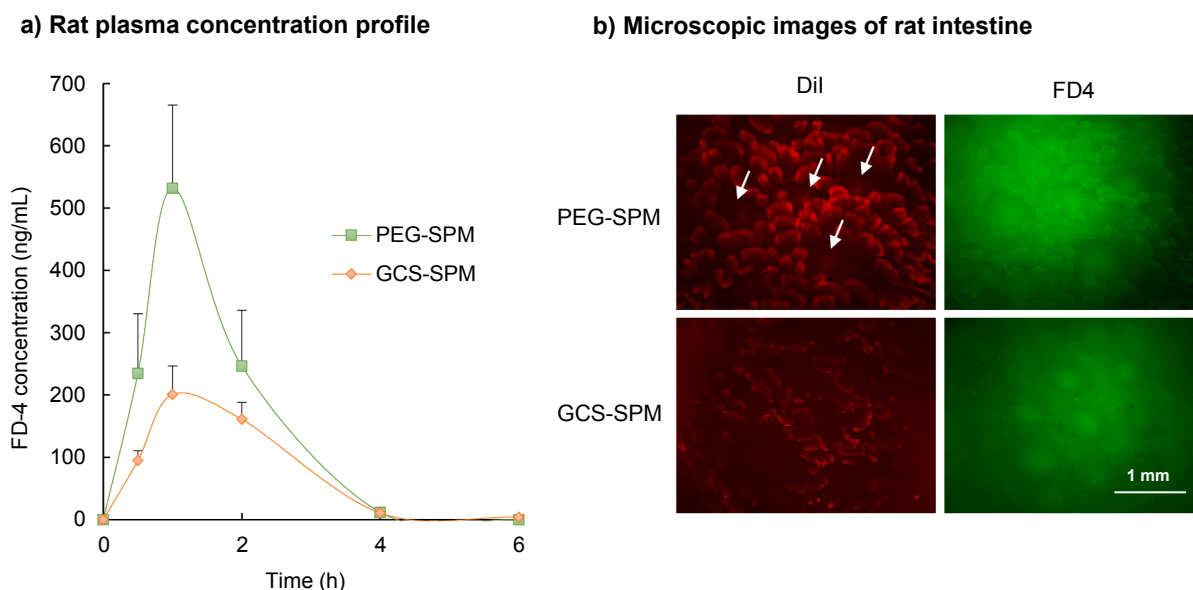 a) Rat plasma concentration profile
700
600
500
400
300
200
100
0
FD-4 concentration (ng/mL)
PEG-SPM
GCS-SPM
0 2 4 6
Time (h)
b) Microscopic images of rat intestine
DiI FD4
PEG-SPM
GCS-SPM
1 mm